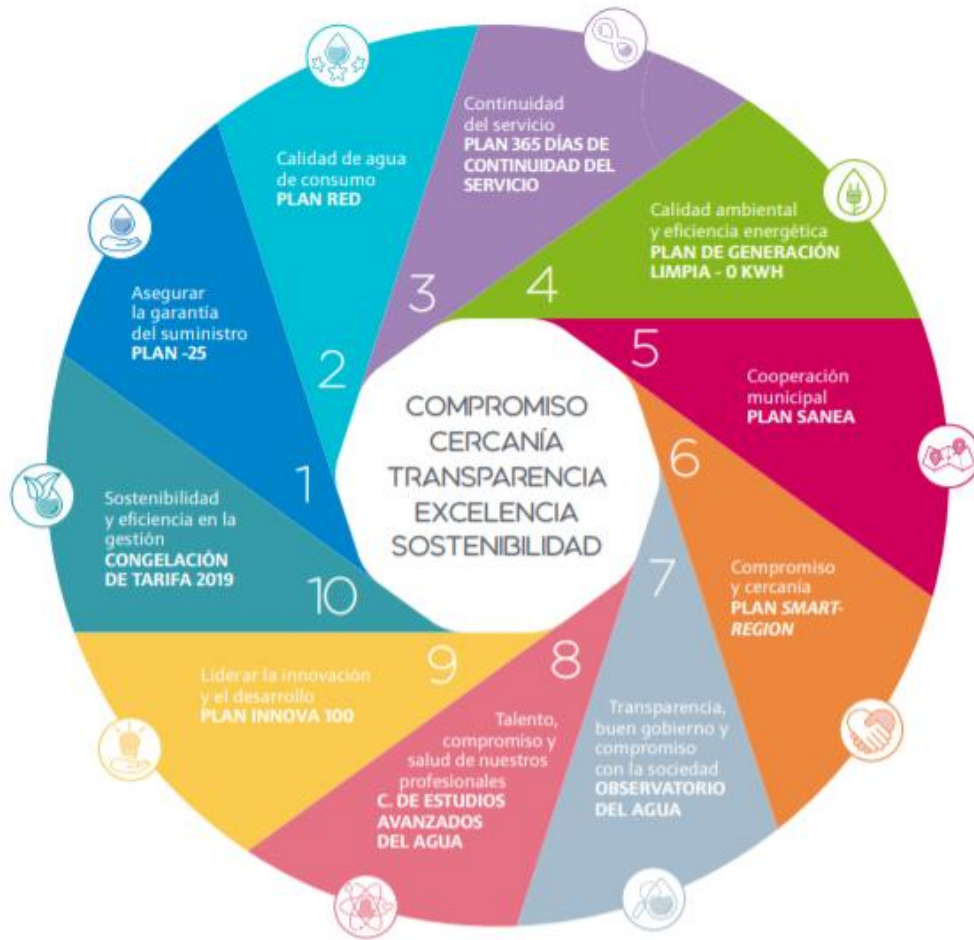 COMPROMISO
CERCANÍA
TRANSPARENCIA
EXCELENCIA
SOSTENIBILIDAD
1
Asegurar
la garantía
del suministro
PLAN -25
2
Calidad de agua
de consumo
PLAN RED
3
Continuidad
del servicio
PLAN 365 DÍAS DE
CONTINUIDAD DEL
SERVICIO
4
Calidad ambiental
y eficiencia energética
PLAN DE GENERACIÓN
LIMPIA - 0 KWH
5
Cooperación
municipal
PLAN SANEA
6
Compromiso
y cercanía
PLAN SMART-
REGION
7
Transparencia,
buen gobierno y
compromiso
con la sociedad
OBSERVATORIO
DEL AGUA
8
Talento,
compromiso y
salud de nuestros
profesionales
C. DE ESTUDIOS
AVANZADOS
DEL AGUA
9
Liderar la innovación
y el desarrollo
PLAN INNOVA 100
10
Sostenibilidad
y eficiencia en la
gestión
CONGELACIÓN
DE TARIFA 2019